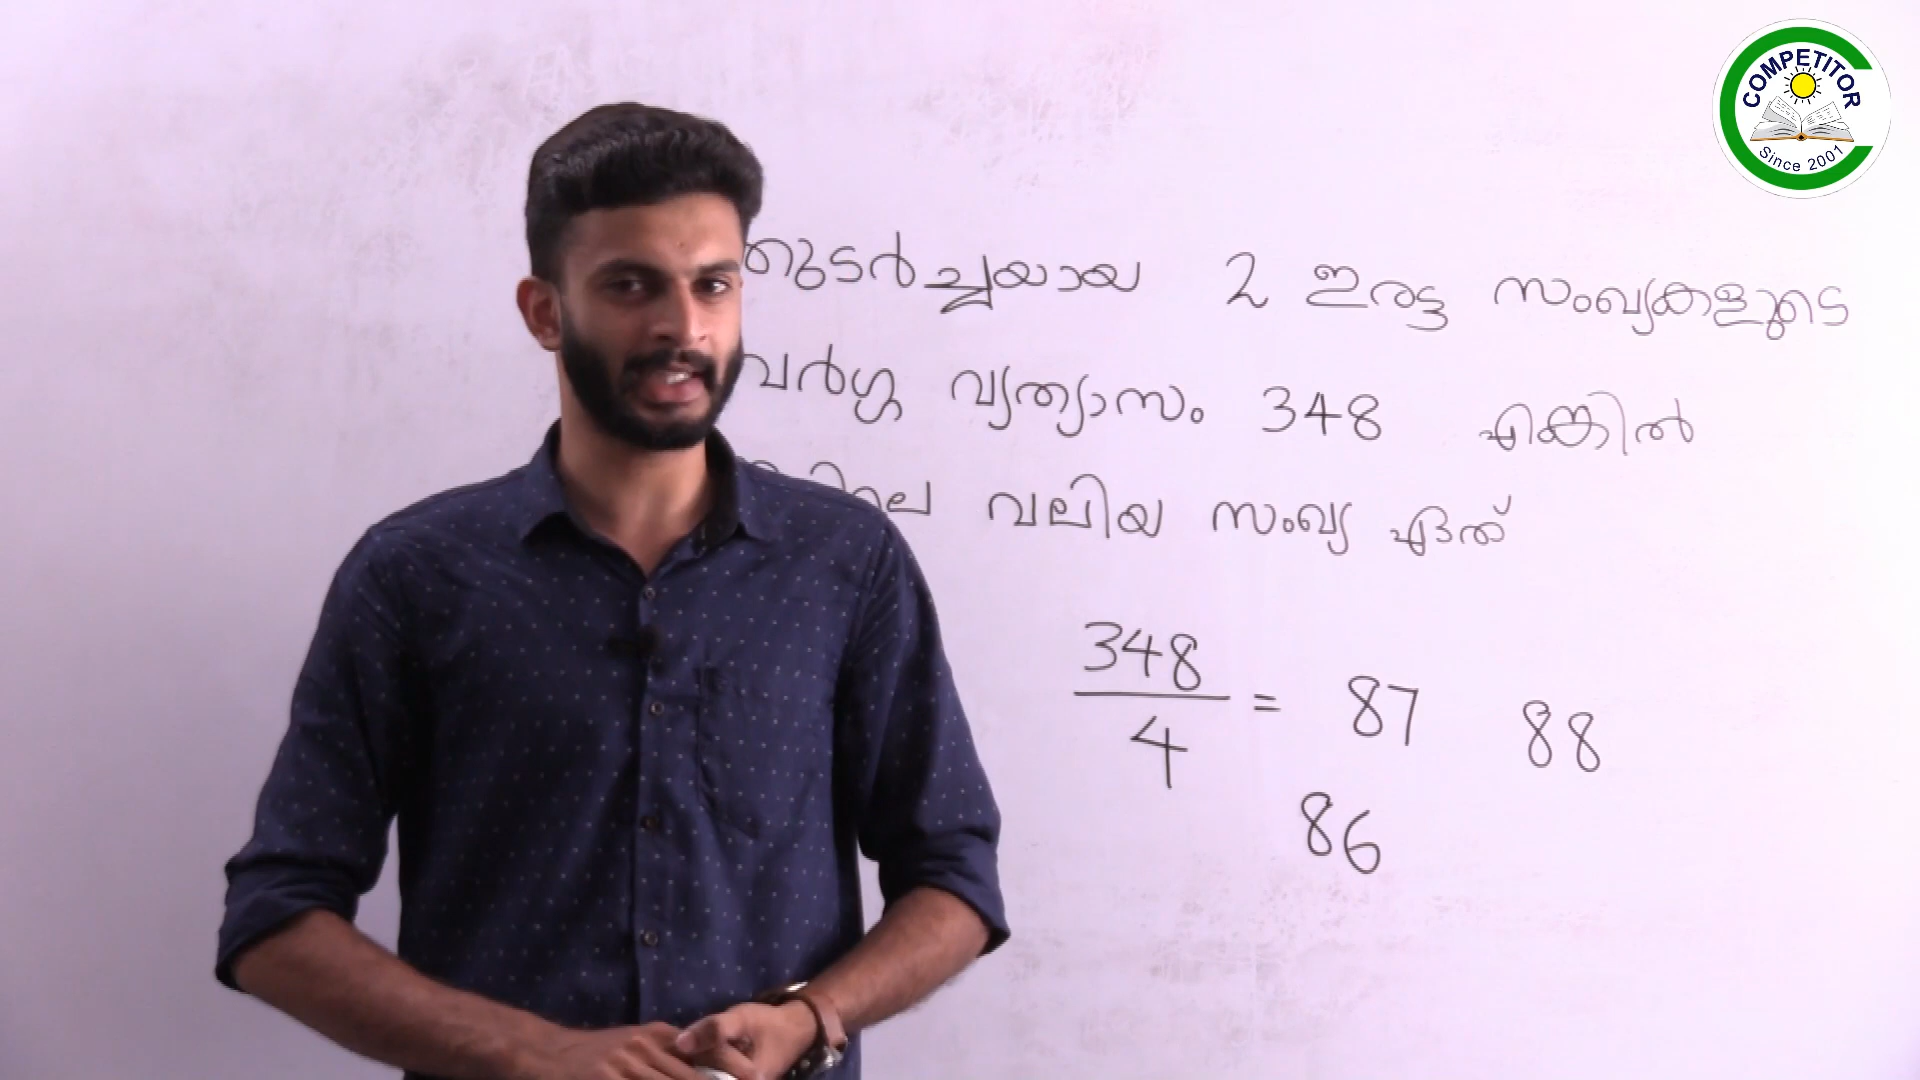 COMPETITOR
Since 2001
തുടർച്ചയായ 2 ഇരട്ട സംഖ്യകളുടെ
വർഗ്ഗ വ്യത്യാസം 348 എങ്കിൽ
വലിയ സംഖ്യ ഏത്
348
4
= 87 88
86